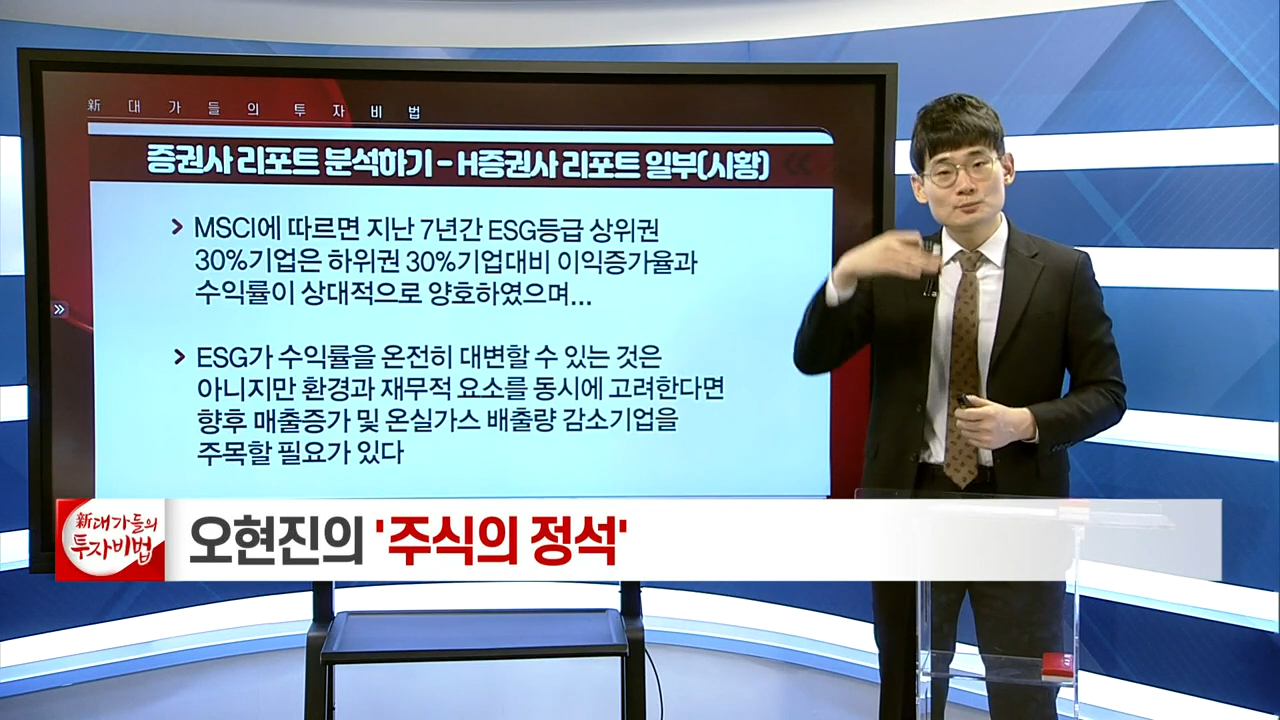 新 대 가 들 의 투 자 비 법
증권사 리포트 분석하기 - H증권사 리포트 일부(시황)
MSCI에 따르면 지난 7년간 ESG등급 상위권
30%기업은 하위권 30%기업대비 이익증가율과
수익률이 상대적으로 양호하였으며...
ESG가 수익률을 온전히 대변할 수 있는 것은
아니지만 환경과 재무적 요소를 동시에 고려한다면
향후 매출증가 및 온실가스 배출량 감소기업을
주목할 필요가 있다
新대가들의
투자비법
오현진의 '주식의 정석'